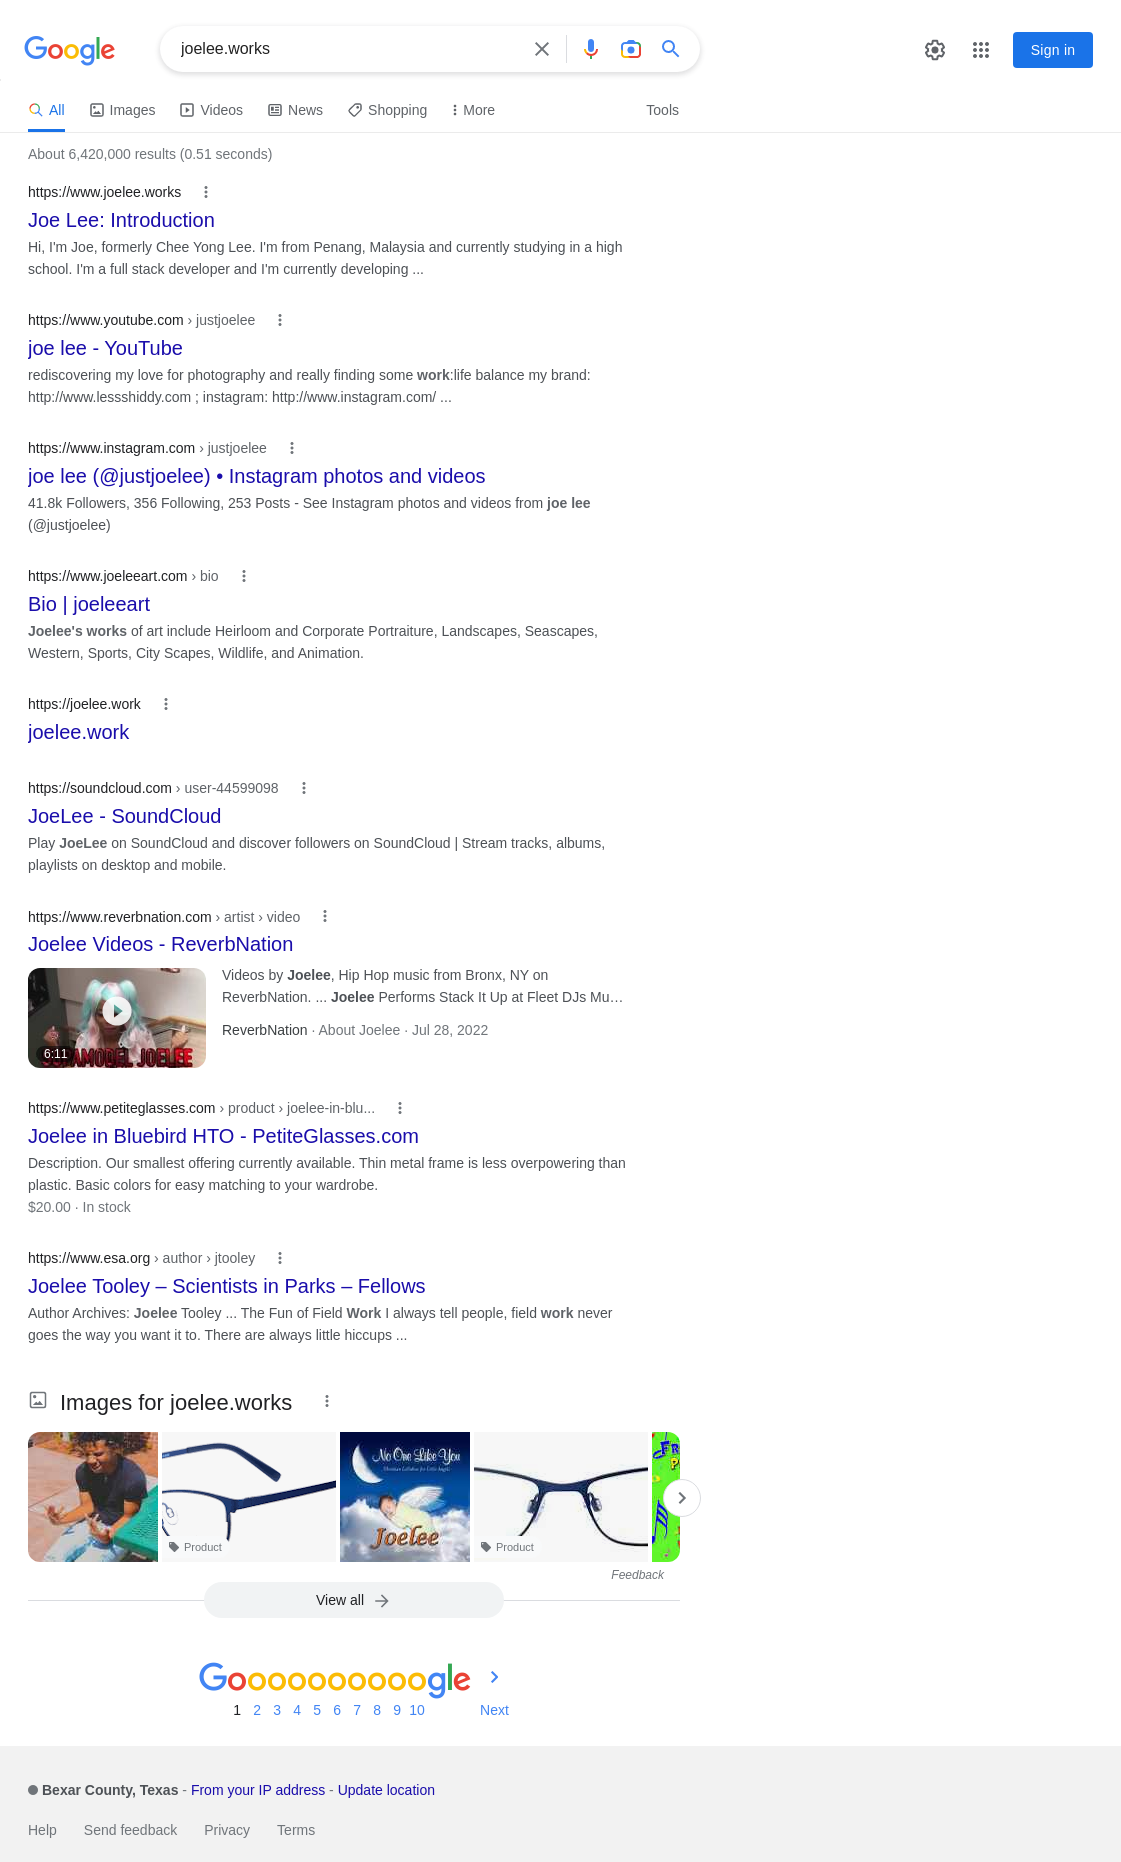 Google
joelee.works
Sign in
All
Images
Videos
News
Shopping
More
Tools
About 6,420,000 results (0.51 seconds)
https://www.joelee.works
Joe Lee: Introduction
Hi, I'm Joe, formerly Chee Yong Lee. I'm from Penang, Malaysia and currently studying in a high
school. I'm a full stack developer and I'm currently developing ...
https://www.youtube.com › justjoelee
joe lee - YouTube
rediscovering my love for photography and really finding some work:life balance my brand:
http://www.lessshiddy.com ; instagram: http://www.instagram.com/ ...
https://www.instagram.com › justjoelee
joe lee (@justjoelee) • Instagram photos and videos
41.8k Followers, 356 Following, 253 Posts - See Instagram photos and videos from joe lee
(@justjoelee)
https://www.joeleeart.com › bio
Bio | joeleeart
Joelee's works of art include Heirloom and Corporate Portraiture, Landscapes, Seascapes,
Western, Sports, City Scapes, Wildlife, and Animation.
https://joelee.work
joelee.work
https://soundcloud.com › user-44599098
JoeLee - SoundCloud
Play JoeLee on SoundCloud and discover followers on SoundCloud | Stream tracks, albums,
playlists on desktop and mobile.
https://www.reverbnation.com › artist › video
Joelee Videos - ReverbNation
6:11
Videos by Joelee, Hip Hop music from Bronx, NY on
ReverbNation. ... Joelee Performs Stack It Up at Fleet DJs Mu…
ReverbNation · About Joelee · Jul 28, 2022
https://www.petiteglasses.com › product › joelee-in-blu...
Joelee in Bluebird HTO - PetiteGlasses.com
Description. Our smallest offering currently available. Thin metal frame is less overpowering than
plastic. Basic colors for easy matching to your wardrobe.
$20.00 · In stock
https://www.esa.org › author › jtooley
Joelee Tooley – Scientists in Parks – Fellows
Author Archives: Joelee Tooley ... The Fun of Field Work I always tell people, field work never
goes the way you want it to. There are always little hiccups ...
Images for joelee.works
Product
No One Like You
Joelee
Product
Feedback
View all
Goooooooooogle
1 2 3 4 5 6 7 8 9 10 Next
Bexar County, Texas - From your IP address - Update location
Help Send feedback Privacy Terms